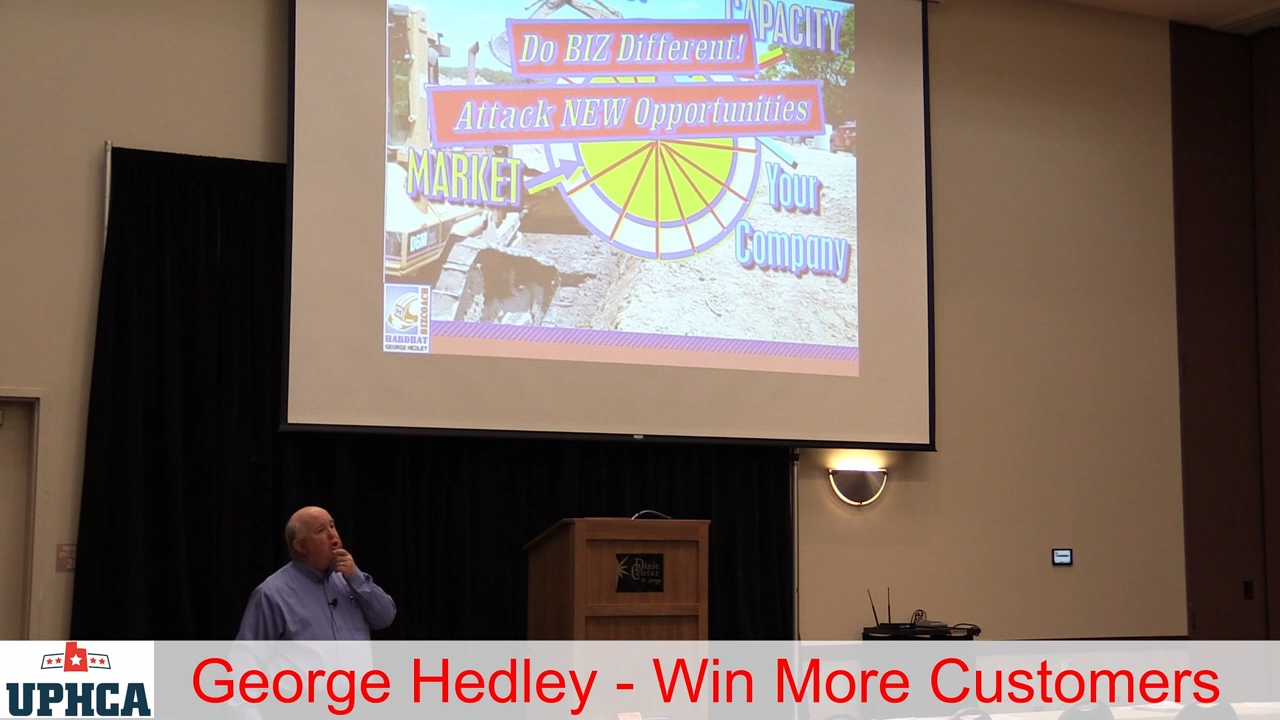 CAPACITY
Do BIZ Different!
Attack NEW Opportunities
MARKET
Your
Company
HARDHAT
BIZCOACH
GEORGE HEDLEY
Dixie
Center
UPHCA
George Hedley - Win More Customers